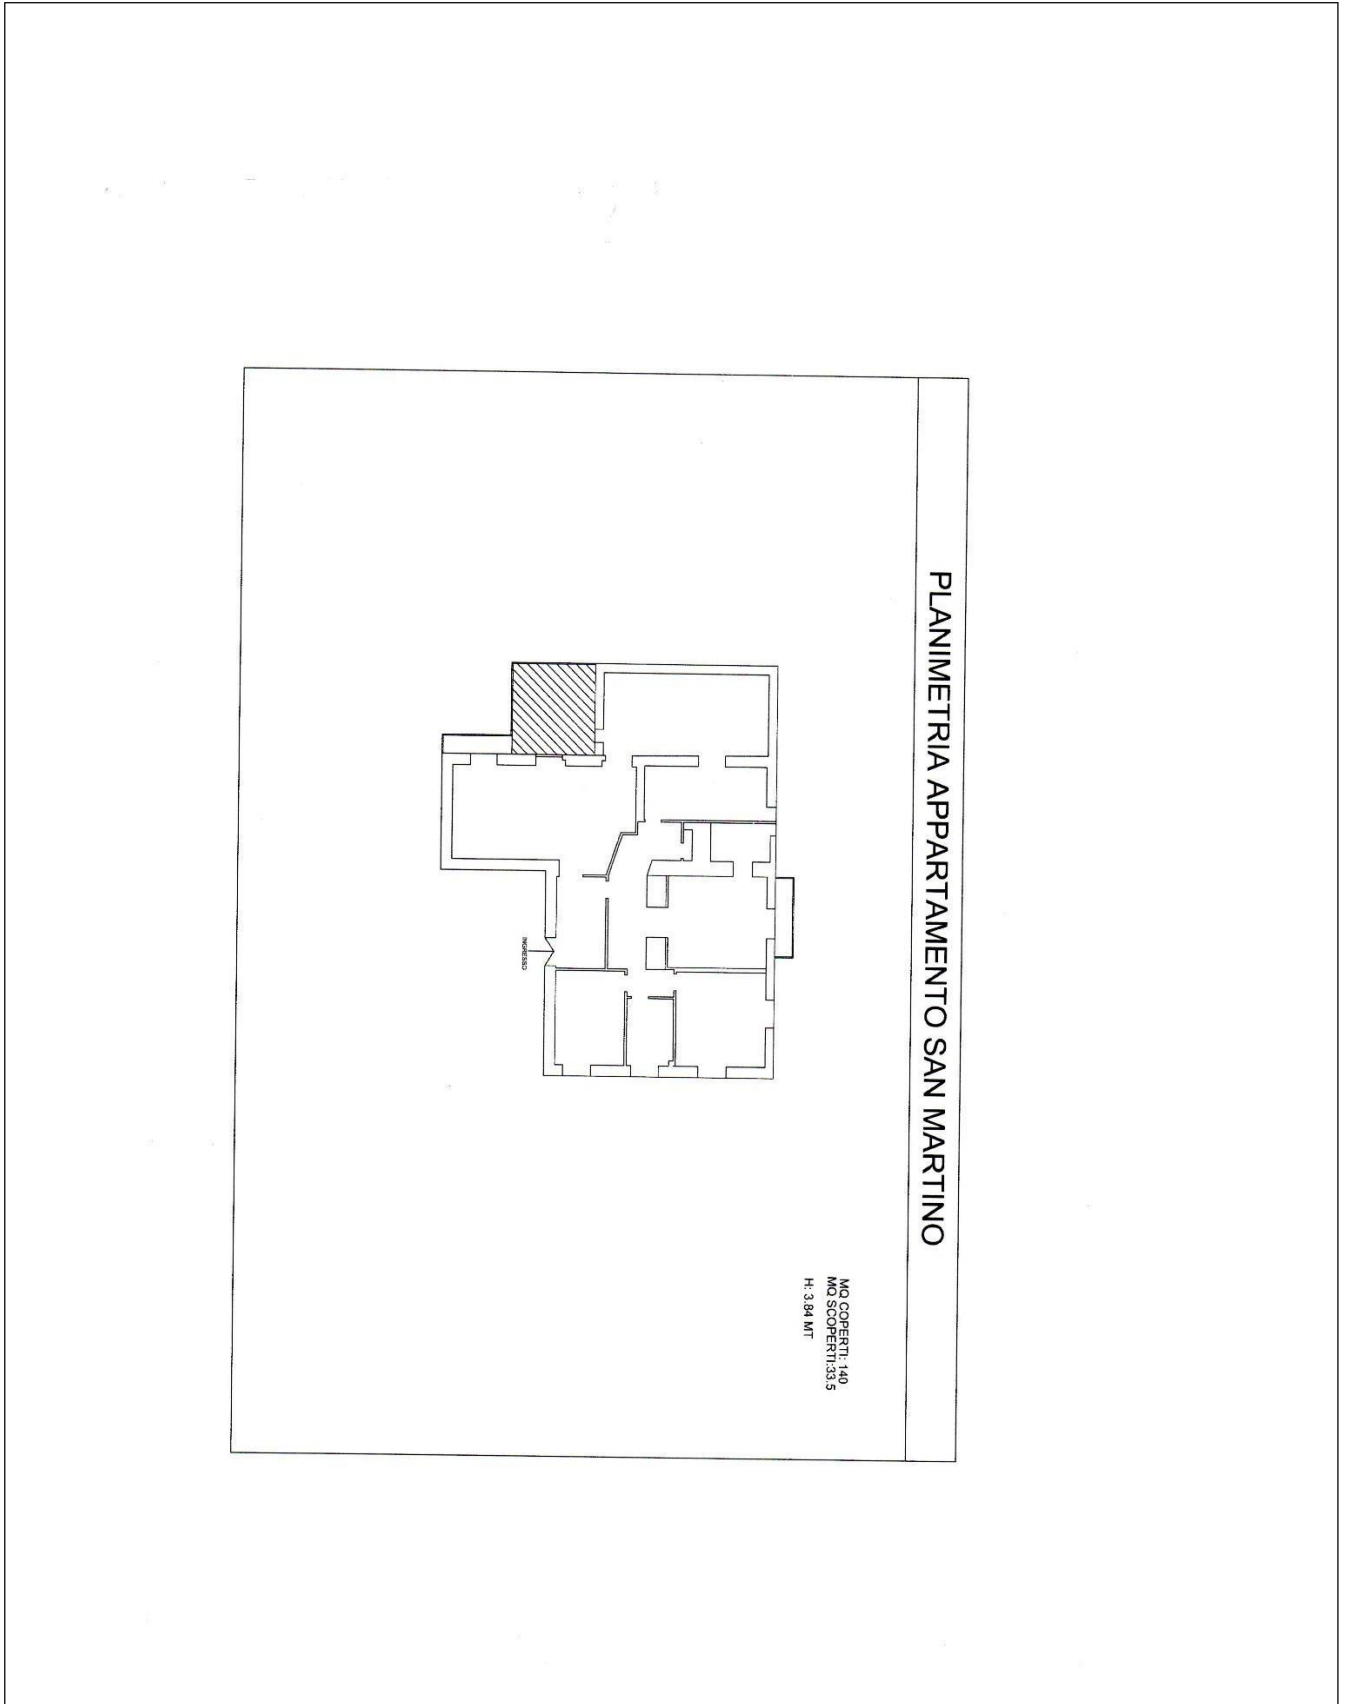 PLANIMETRIA APPARTAMENTO SAN MARTINO
MQ COPERTI: 140
MQ SCOPERTI:33.5
H: 3.84 MT
INGRESSO